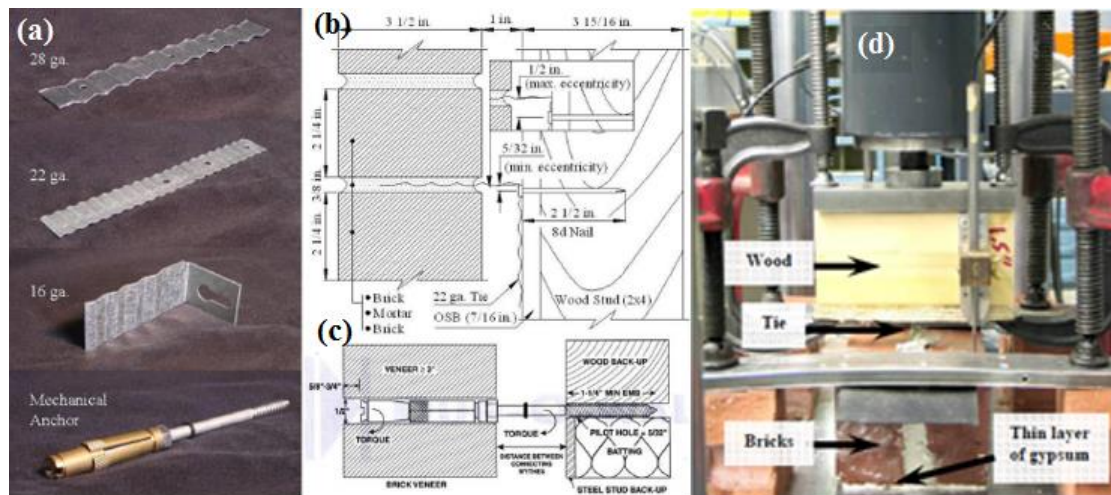 (a)
28 ga.
22 ga.
16 ga.
Mechanical
Anchor
(b)
3 1/2 in.
1 in.
3 15/16 in.
1/2 in.
(max. eccentricity)
5/32 in.
(min. eccentricity)
2 1/4 in.
3/8 in.
2 1/4 in.
2 1/2 in.
8d Nail
• Brick
• Mortar
• Brick
22 ga. Tie
OSB (7/16 in.)
Wood Stud (2x4)
(c)
VENEER ≥ 3"
5/8"-3/4"
1/2"
TORQUE
BRICK VENEER
TORQUE
DISTANCE BETWEEN
CONNECTING
WYTHES
WOOD BACK-UP
1-1/4" MIN EMB
PILOT HOLE = 5/32"
BATTING
STEEL STUD BACK-UP
(d)
1.5"
Wood
Tie
Bricks
Thin layer
of gypsum